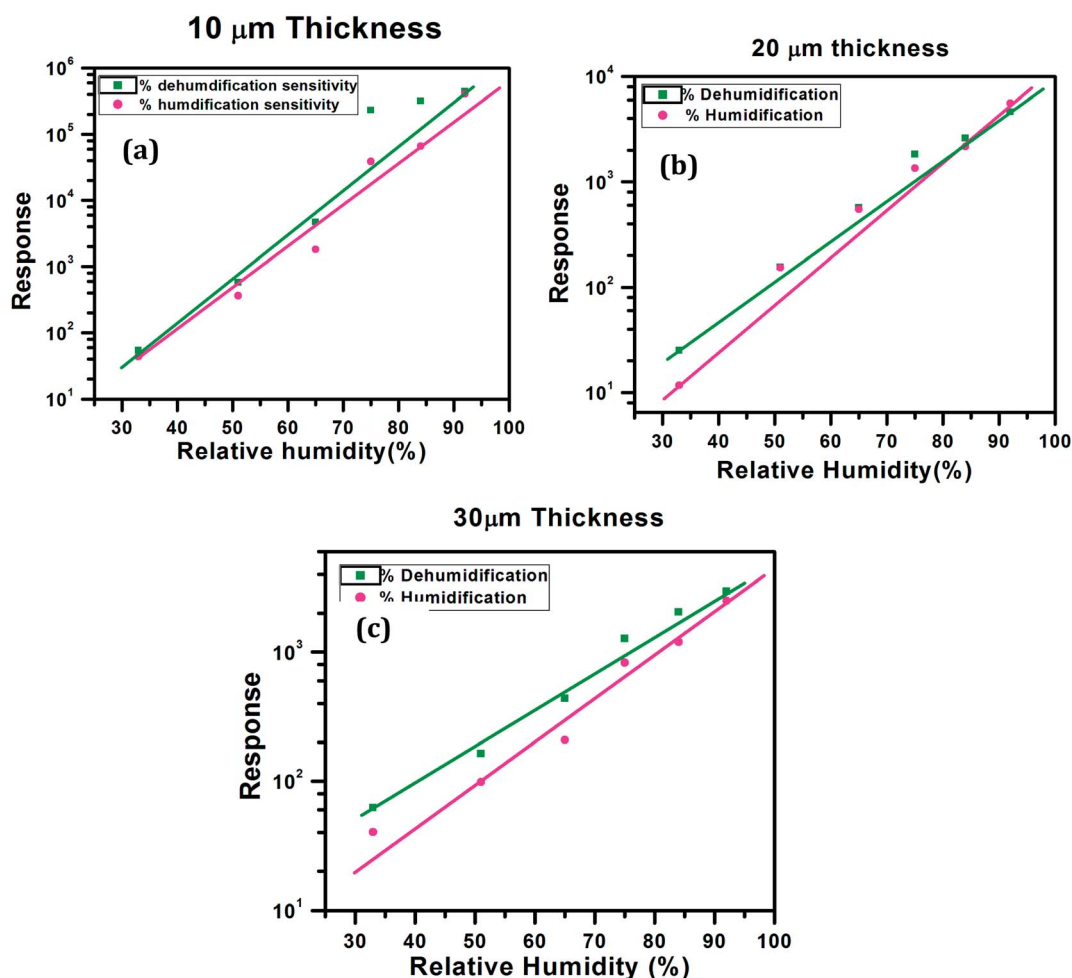 10 μm Thickness
% dehumdification sensitivity
% humdification sensitivity
(a)
Response
10^6
10^5
10^4
10^3
10^2
10^1
30 40 50 60 70 80 90 100
Relative humidity(%)
20 μm thickness
% Dehumidification
% Humidification
(b)
Response
10^4
10^3
10^2
10^1
30 40 50 60 70 80 90 100
Relative Humidity(%)
30μm Thickness
% Dehumidification
% Humidification
(c)
Response
10^3
10^2
10^1
30 40 50 60 70 80 90 100
Relative Humidity (%)